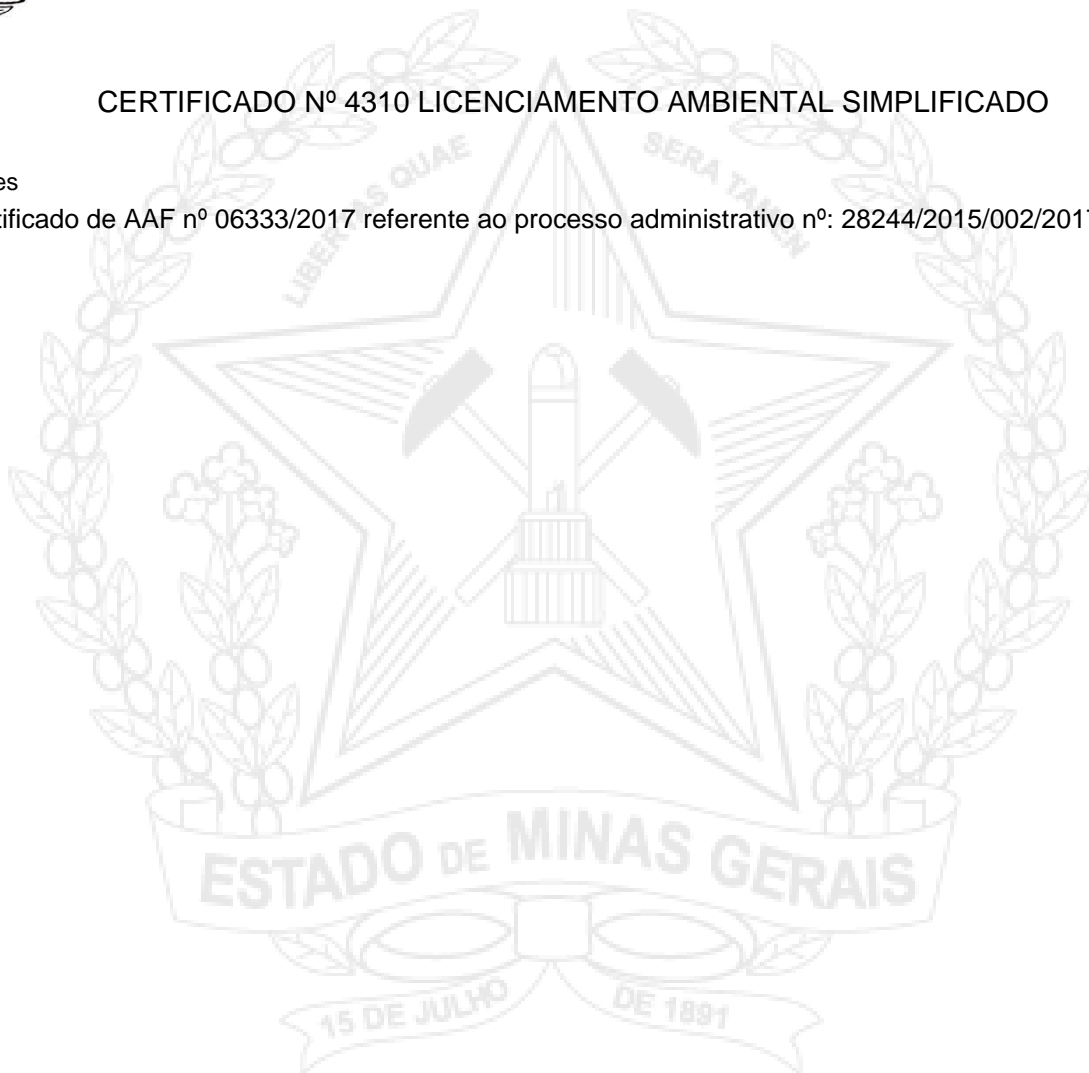 CERTIFICADO Nº 4310 LICENCIAMENTO AMBIENTAL SIMPLIFICADO
LIBERTAS QUAE SERA TAMEN
es
tificado de AAF nº 06333/2017 referente ao processo administrativo nº: 28244/2015/002/2017
ESTADO DE MINAS GERAIS
15 DE JULHO DE 1891